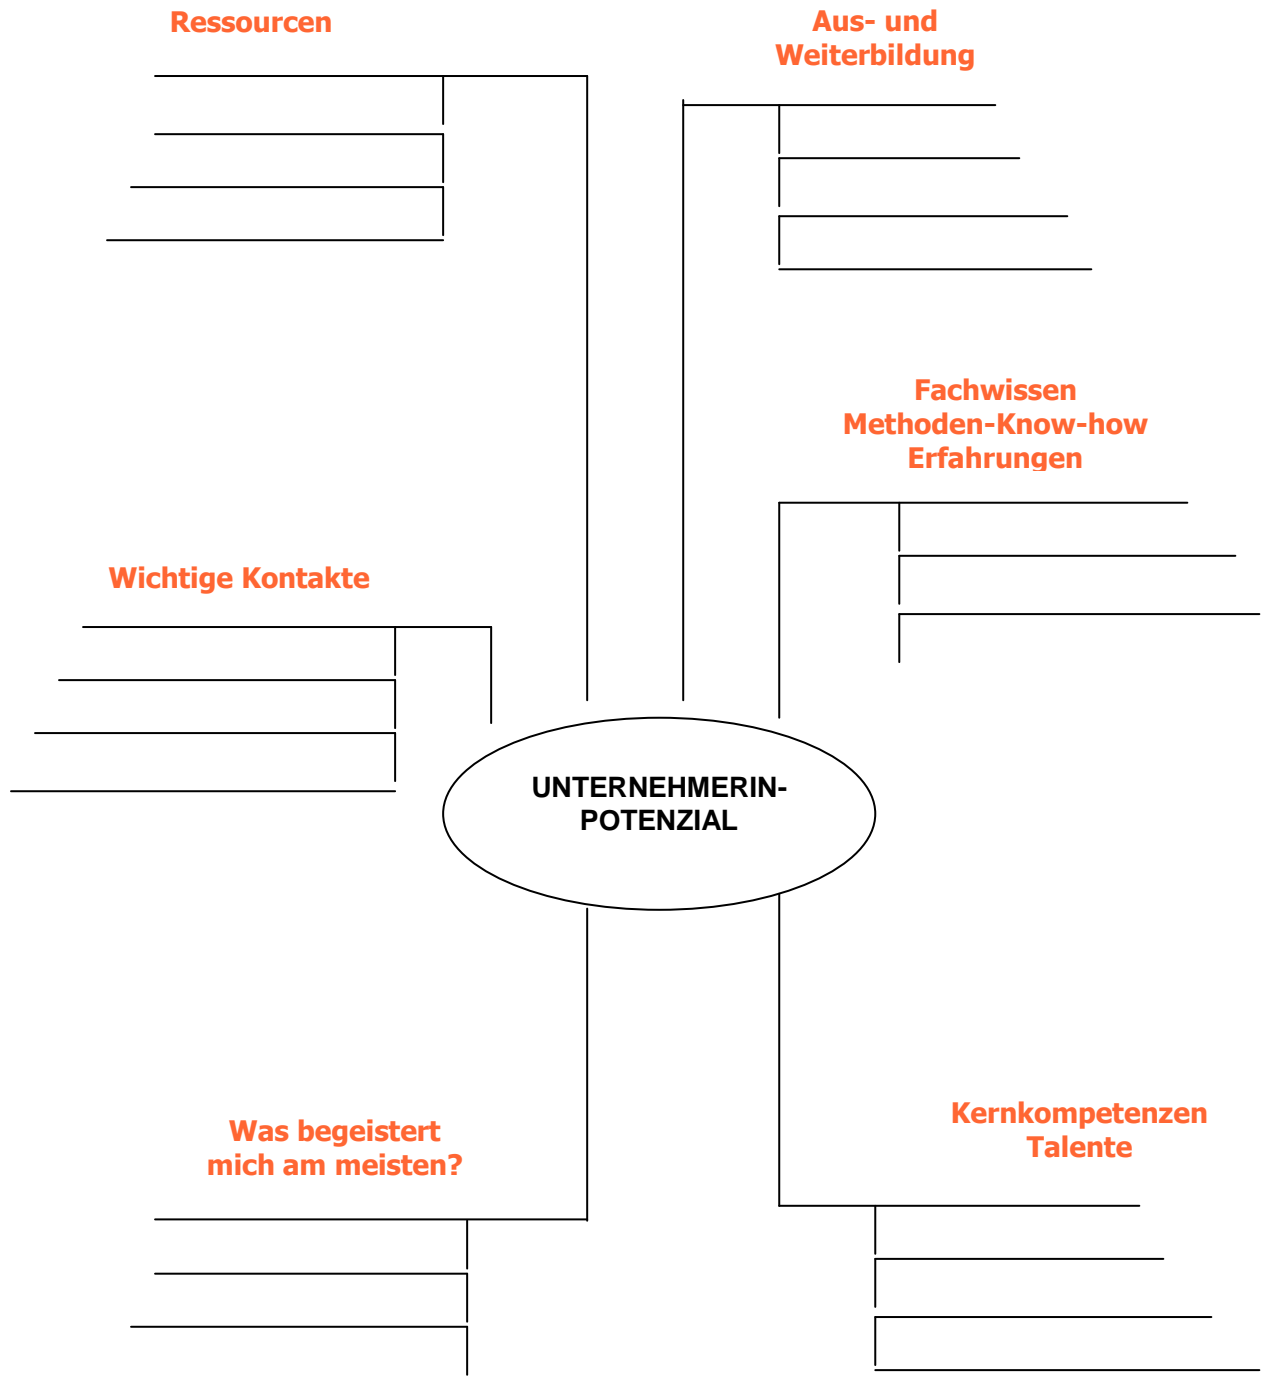 Ressourcen
Aus- und
Weiterbildung
Fachwissen
Methoden-Know-how
Erfahrungen
Wichtige Kontakte
UNTERNEHMERIN-
POTENZIAL
Was begeistert
mich am meisten?
Kernkompetenzen
Talente